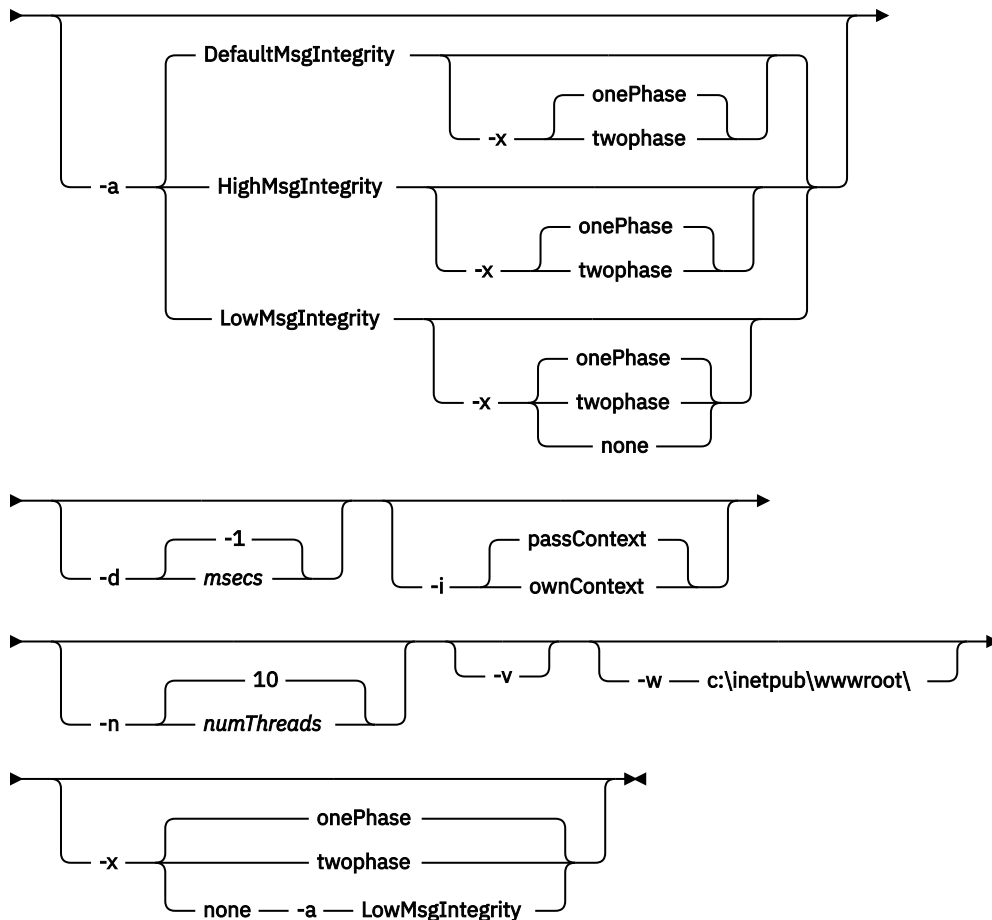 DefaultMsgIntegrity
onePhase
-x twophase
-a HighMsgIntegrity
onePhase
-x twophase
LowMsgIntegrity
onePhase
-x twophase
none
-1
-d msecs
passContext
-i ownContext
10
-n numThreads
-v
-w c:\inetpub\wwwroot\
onePhase
-x twophase
none -a LowMsgIntegrity